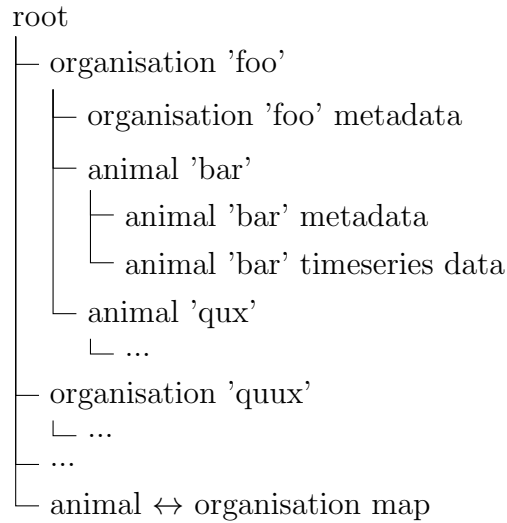 root
organisation ’foo’
organisation ’foo’ metadata
animal ’bar’
animal ’bar’ metadata
animal ’bar’ timeseries data
animal ’qux’
...
organisation ’quux’
...
...
animal ↔ organisation map